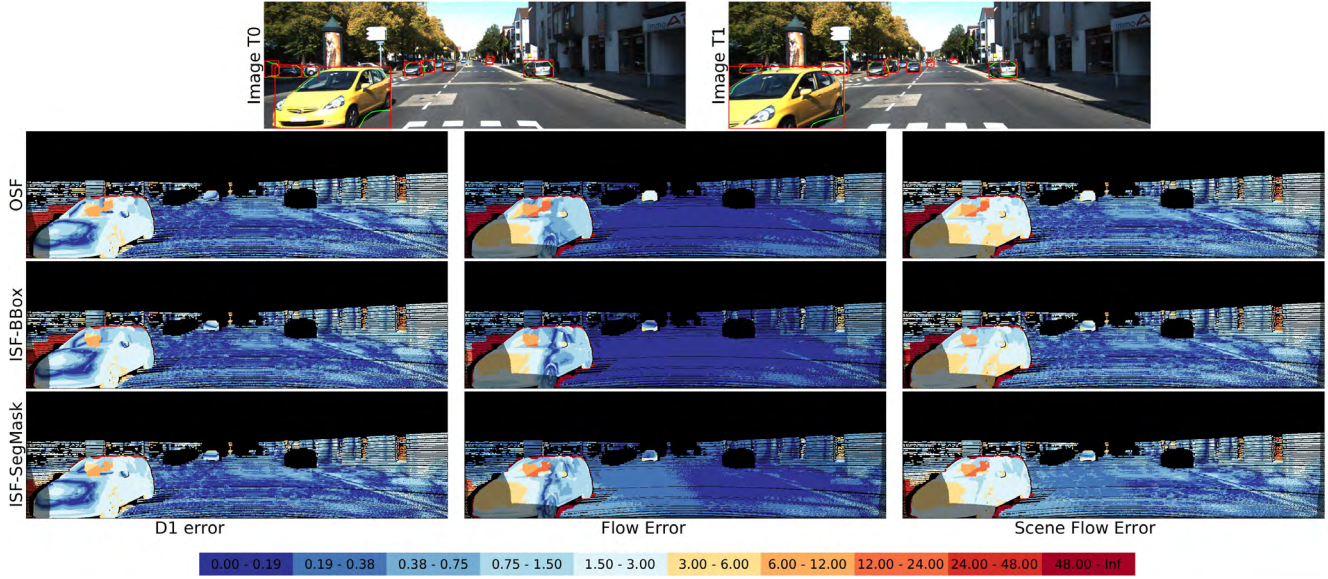 Image T0
Image T1
OSF
ISF-BBox
ISF-SegMask
D1 error
Flow Error
Scene Flow Error
0.00 - 0.19
0.19 - 0.38
0.38 - 0.75
0.75 - 1.50
1.50 - 3.00
3.00 - 6.00
6.00 - 12.00
12.00 - 24.00
24.00 - 48.00
48.00 - Inf